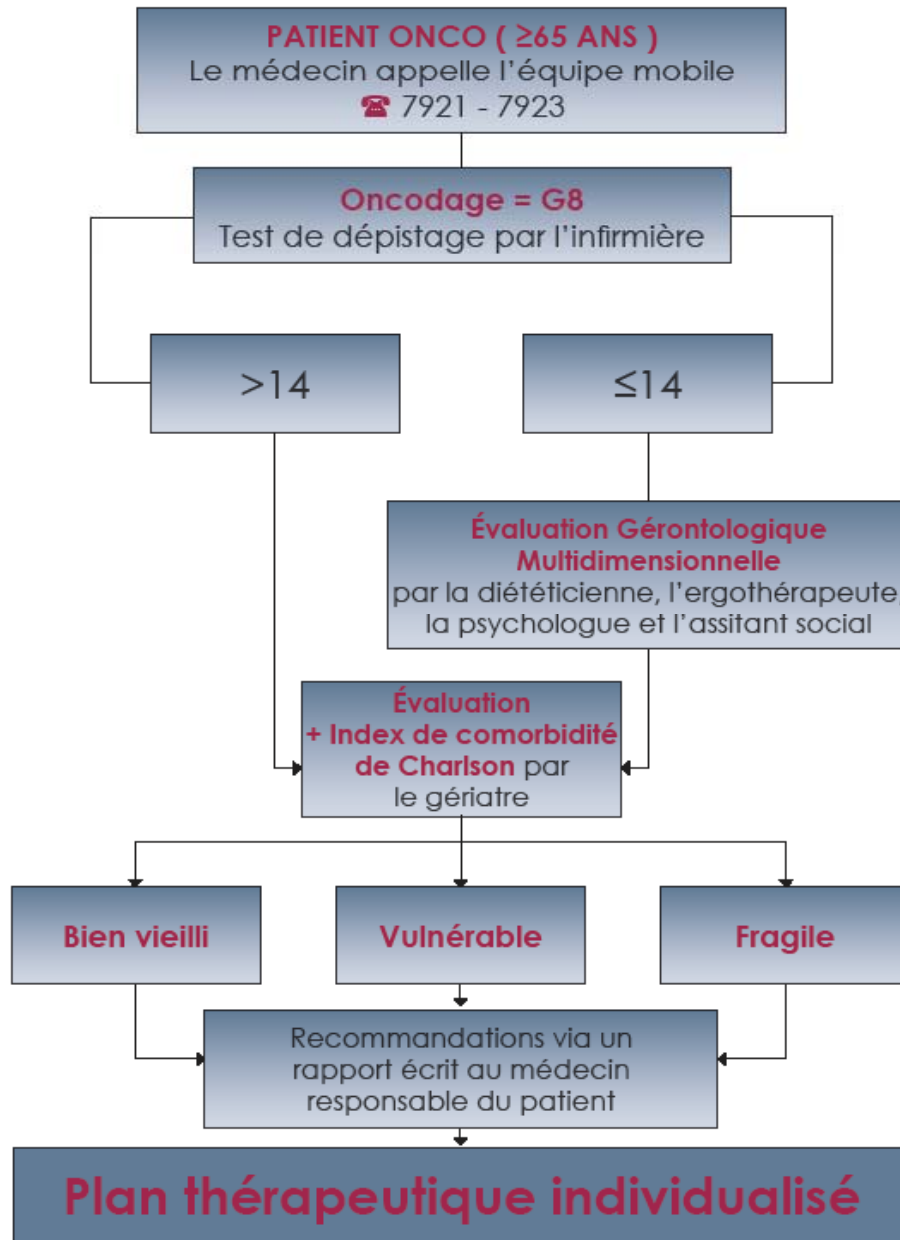 PATIENT ONCO ( ≥65 ANS )
Le médecin appelle l'équipe mobile
☎ 7921 - 7923
Oncodage = G8
Test de dépistage par l'infirmière
>14
≤14
Évaluation Gérontologique
Multidimensionnelle
par la diététicienne, l'ergothérapeute,
la psychologue et l'assitant social
Évaluation
+ Index de comorbidité
de Charlson par
le gériatre
Bien vieilli
Vulnérable
Fragile
Recommandations via un
rapport écrit au médecin
responsable du patient
Plan thérapeutique individualisé